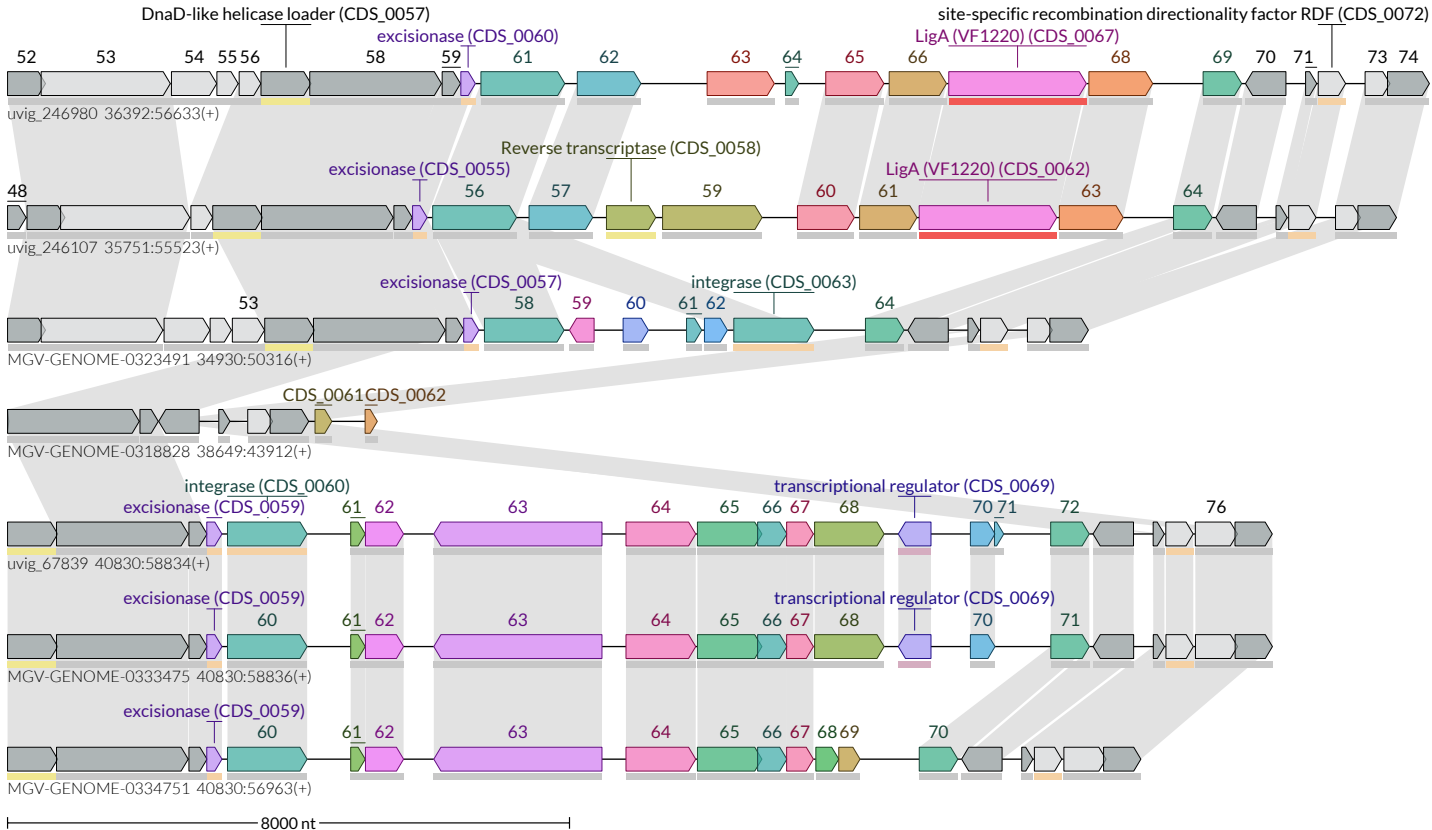 DnaD-like helicase loader (CDS_0057)
site-specific recombination directionality factor RDF (CDS_0072)
excisionase (CDS_0060)
LigA (VF1220) (CDS_0067)
52 53 54 55 56 58 59 61 62 63 64 65 66 68 69 70 71 73 74
uvig_246980 36392:56633(+)
Reverse transcriptase (CDS_0058)
excisionase (CDS_0055)
LigA (VF1220) (CDS_0062)
48 56 57 59 60 61 63 64
uvig_246107 35751:55523(+)
excisionase (CDS_0057)
integrase (CDS_0063)
53 58 59 60 61 62 64
MGV-GENOME-0323491 34930:50316(+)
CDS_0061 CDS_0062
MGV-GENOME-0318828 38649:43912(+)
integrase (CDS_0060)
transcriptional regulator (CDS_0069)
excisionase (CDS_0059)
61 62 63 64 65 66 67 68 70 71 72 76
uvig_67839 40830:58834(+)
excisionase (CDS_0059)
transcriptional regulator (CDS_0069)
60 61 62 63 64 65 66 67 68 70 71
MGV-GENOME-0333475 40830:58836(+)
excisionase (CDS_0059)
60 61 62 63 64 65 66 67 68 69 70
MGV-GENOME-0334751 40830:56963(+)
8000 nt